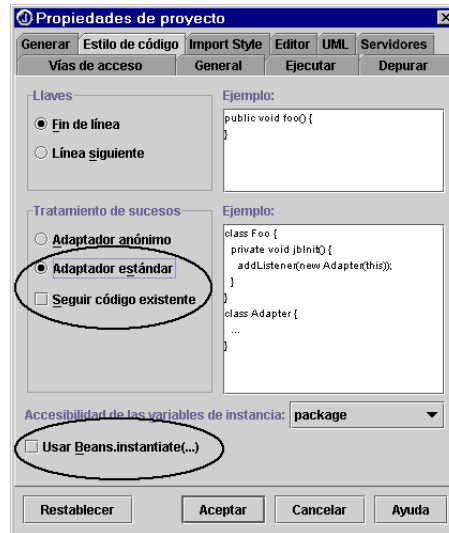 Propiedades de proyecto
Generar Estilo de código Import Style Editor UML Servidores
Vías de acceso General Ejecutar Depurar
Llaves
Fin de línea
Línea siguiente
Ejemplo:
public void foo() {
}
Tratamiento de sucesos
Adaptador anónimo
Adaptador estándar
Seguir código existente
Ejemplo:
class Foo {
private void jbInit() {
addListener(new Adapter(this));
}
}
class Adapter {
...
}
Accesibilidad de las variables de instancia: package
Usar Beans.instantiate(...)
Restablecer Aceptar Cancelar Ayuda